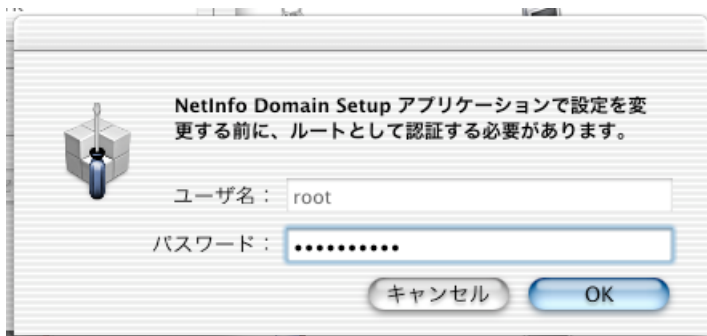 NetInfo Domain Setup アプリケーションで設定を変
更する前に、ルートとして認証する必要があります。
ユーザ名：
root
パスワード：
••••••••••
キャンセル
OK